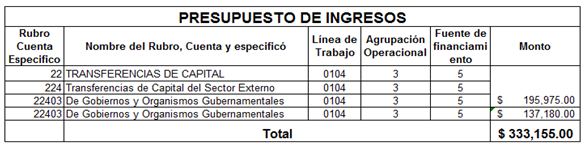 PRESUPUESTO DE INGRESOS
Rubro Cuenta Especifico Nombre del Rubro, Cuenta y especificó Línea de Trabajo Agrupación Operacional Fuente de financiamiento Monto
22 TRANSFERENCIAS DE CAPITAL 0104 3 5
224 Transferencias de Capital del Sector Externo 0104 3 5
22403 De Gobiernos y Organismos Gubernamentales 0104 3 5 $ 195,975.00
22403 De Gobiernos y Organismos Gubernamentales 0104 3 5 $ 137,180.00
Total $ 333,155.00